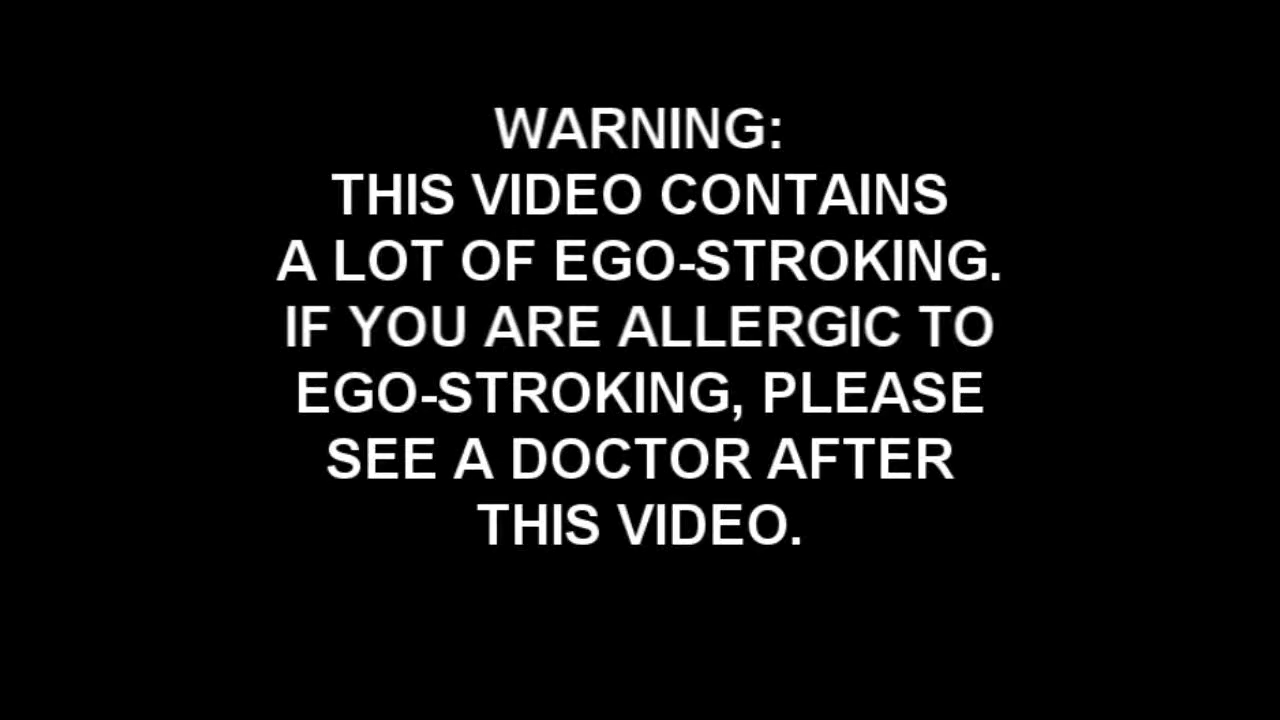 WARNING:
THIS VIDEO CONTAINS
A LOT OF EGO-STROKING.
IF YOU ARE ALLERGIC TO
EGO-STROKING, PLEASE
SEE A DOCTOR AFTER
THIS VIDEO.